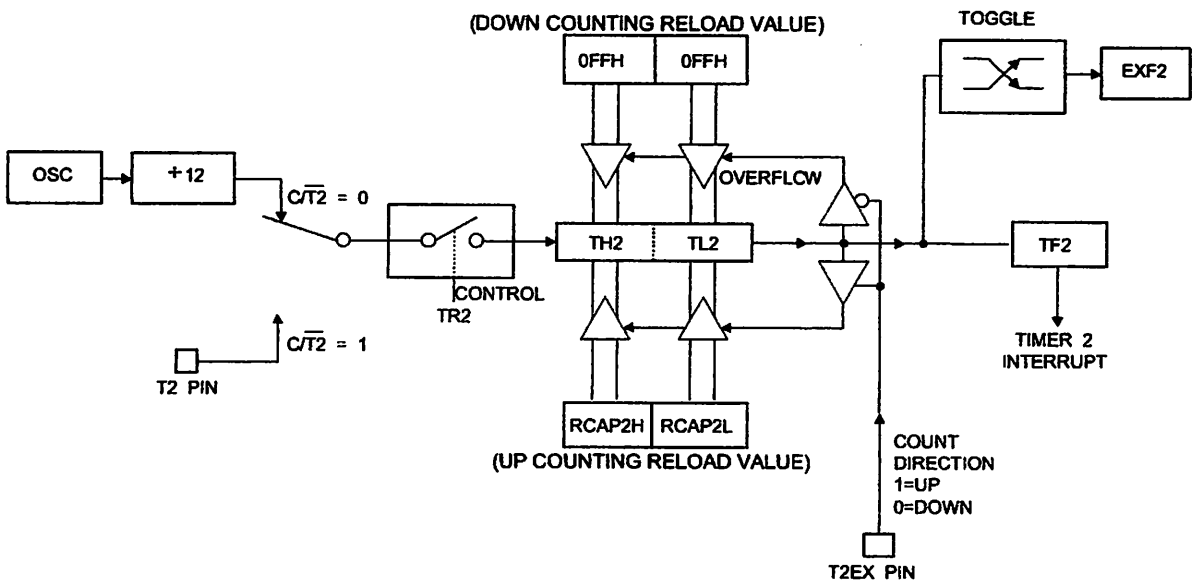 (DOWN COUNTING RELOAD VALUE)
TOGGLE
0FFH
0FFH
EXF2
OSC
+12
C/T2 = 0
OVERFLOW
TH2
TL2
TF2
CONTROL
TR2
C/T2 = 1
T2 PIN
TIMER 2
INTERRUPT
RCAP2H
RCAP2L
(UP COUNTING RELOAD VALUE)
COUNT
DIRECTION
1=UP
0=DOWN
T2EX PIN